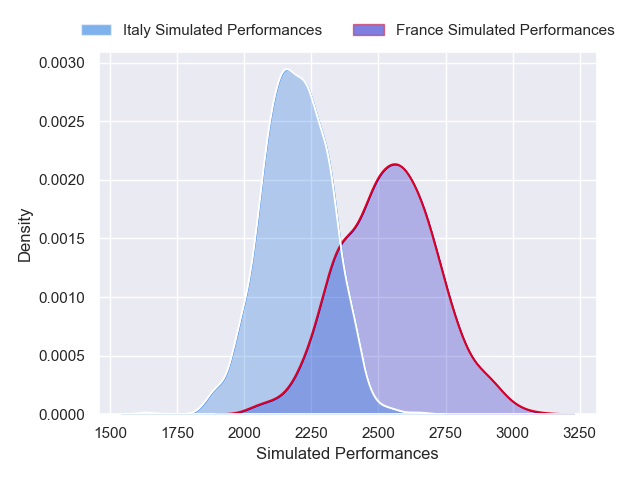 Italy Simulated Performances
France Simulated Performances
0.0030
0.0025
0.0020
0.0015
0.0010
0.0005
0.0000
Density
1500 1750 2000 2250 2500 2750 3000 3250
Simulated Performances